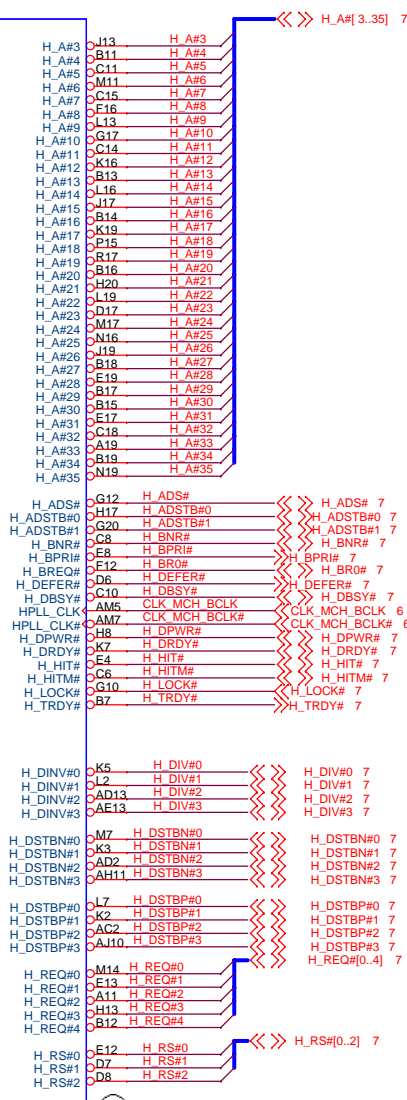 H_A#[3..35] 7
H_A#3 J13 H_A#3
H_A#4 B11 H_A#4
H_A#5 C11 H_A#5
H_A#6 M11 H_A#6
H_A#7 C15 H_A#7
H_A#8 F16 H_A#8
H_A#9 L13 H_A#9
H_A#10 G17 H_A#10
H_A#11 C14 H_A#11
H_A#12 K16 H_A#12
H_A#13 B13 H_A#13
H_A#14 L16 H_A#14
H_A#15 J17 H_A#15
H_A#16 B14 H_A#16
H_A#17 K19 H_A#17
H_A#18 P15 H_A#18
H_A#19 R17 H_A#19
H_A#20 B16 H_A#20
H_A#21 H20 H_A#21
H_A#22 L19 H_A#22
H_A#23 D17 H_A#23
H_A#24 M17 H_A#24
H_A#25 N16 H_A#25
H_A#26 J19 H_A#26
H_A#27 B18 H_A#27
H_A#28 E19 H_A#28
H_A#29 B17 H_A#29
H_A#30 B15 H_A#30
H_A#31 E17 H_A#31
H_A#32 C18 H_A#32
H_A#33 A19 H_A#33
H_A#34 B19 H_A#34
H_A#35 N19 H_A#35
H_ADS# G12 H_ADS# H_ADS# 7
H_ADSTB#0 H17 H_ADSTB#0 H_ADSTB#0 7
H_ADSTB#1 G20 H_ADSTB#1 H_ADSTB#1 7
H_BNR# C8 H_BNR# H_BNR# 7
H_BPRI# E8 H_BPRI# H_BPRI# 7
H_BREQ# F12 H_BR0# H_BR0# 7
H_DEFER# D6 H_DEFER# H_DEFER# 7
H_DBSY# C10 H_DBSY# H_DBSY# 7
HPLL_CLK AM5 CLK_MCH_BCLK CLK_MCH_BCLK 6
HPLL_CLK# AM7 CLK_MCH_BCLK# CLK_MCH_BCLK# 6
H_DPWR# H8 H_DPWR# H_DPWR# 7
H_DRDY# K7 H_DRDY# H_DRDY# 7
H_HIT# E4 H_HIT# H_HIT# 7
H_HITM# C6 H_HITM# H_HITM# 7
H_LOCK# G10 H_LOCK# H_LOCK# 7
H_TRDY# B7 H_TRDY# H_TRDY# 7
H_DINV#0 K5 H_DIV#0 H_DIV#0 7
H_DINV#1 L2 H_DIV#1 H_DIV#1 7
H_DINV#2 AD13 H_DIV#2 H_DIV#2 7
H_DINV#3 AE13 H_DIV#3 H_DIV#3 7
H_DSTBN#0 M7 H_DSTBN#0 H_DSTBN#0 7
H_DSTBN#1 K3 H_DSTBN#1 H_DSTBN#1 7
H_DSTBN#2 AD2 H_DSTBN#2 H_DSTBN#2 7
H_DSTBN#3 AH11 H_DSTBN#3 H_DSTBN#3 7
H_DSTBP#0 L7 H_DSTBP#0 H_DSTBP#0 7
H_DSTBP#1 K2 H_DSTBP#1 H_DSTBP#1 7
H_DSTBP#2 AC2 H_DSTBP#2 H_DSTBP#2 7
H_DSTBP#3 AJ10 H_DSTBP#3 H_DSTBP#3 7
H_REQ#[0..4] 7
H_REQ#0 M14 H_REQ#0
H_REQ#1 E13 H_REQ#1
H_REQ#2 A11 H_REQ#2
H_REQ#3 H13 H_REQ#3
H_REQ#4 B12 H_REQ#4
H_RS#[0..2] 7
H_RS#0 E12 H_RS#0
H_RS#1 D7 H_RS#1
H_RS#2 D8 H_RS#2